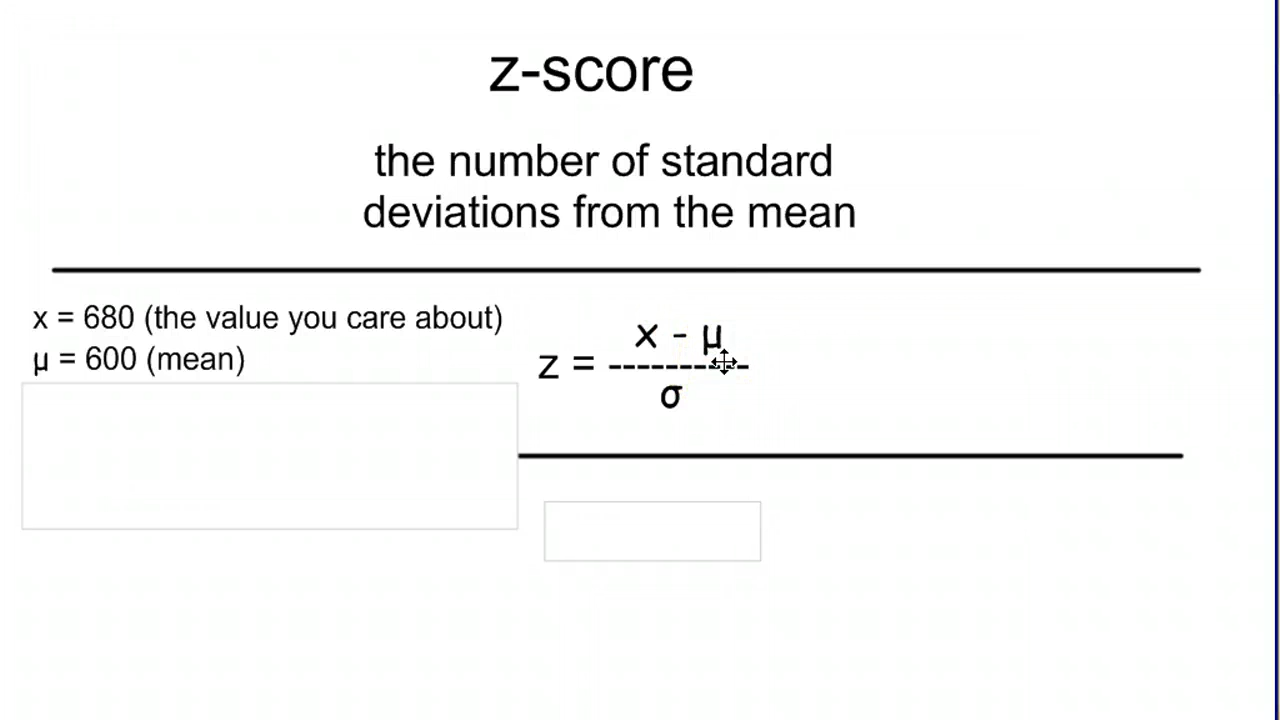 z-score
the number of standard
deviations from the mean
x = 680 (the value you care about)
μ = 600 (mean)
x - μ
z = ----------
σ